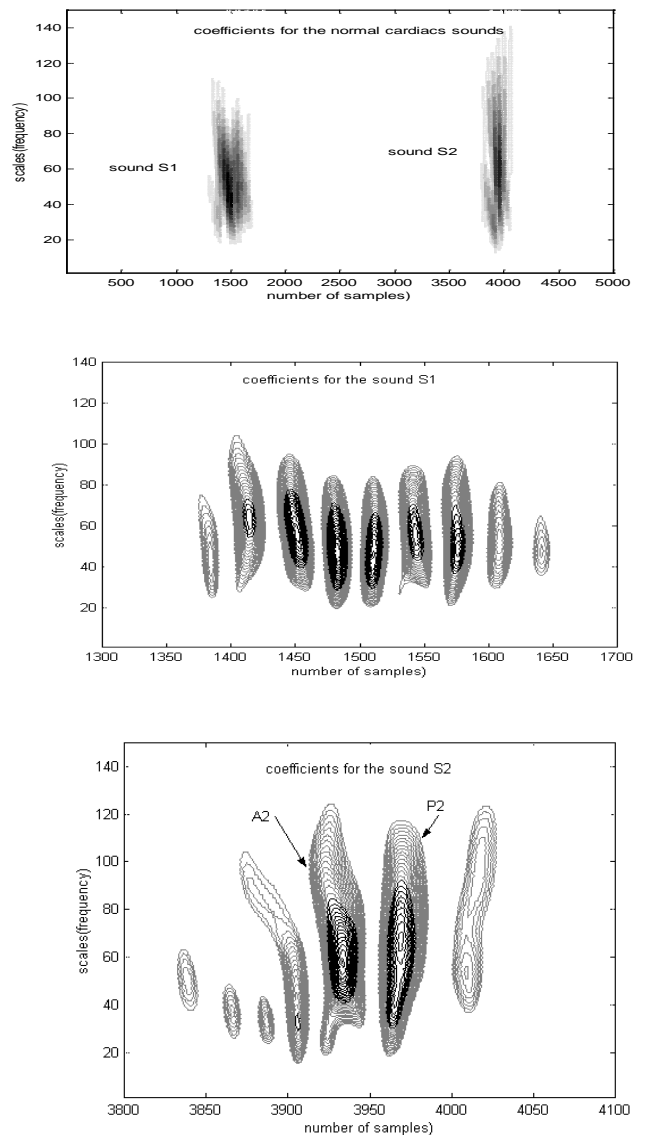 coefficients for the normal cardiacs sounds
140
120
100
80
60
40
20
scales(frequency)
sound S1
sound S2
500 1000 1500 2000 2500 3000 3500 4000 4500 5000
number of samples)
coefficients for the sound S1
140
120
100
80
60
40
20
scales(frequency)
1300 1350 1400 1450 1500 1550 1600 1650 1700
number of samples)
coefficients for the sound S2
140
120
100
80
60
40
20
scales(frequency)
A2
P2
3800 3850 3900 3950 4000 4050 4100
number of samples)